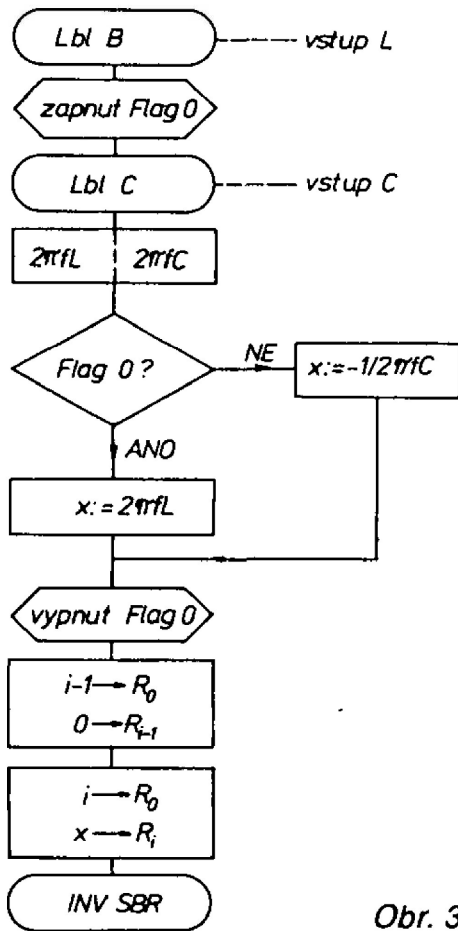 Lbl B
vstup L
zapnut Flag 0
Lbl C
vstup C
2πfL 2πfC
Flag 0?
NE
x:=-1/2πfC
ANO
x:=2πfL
vypnut Flag 0
i-1→R₀
0→Rᵢ₋₁
i→R₀
x→Rᵢ
INV SBR
Obr. 3